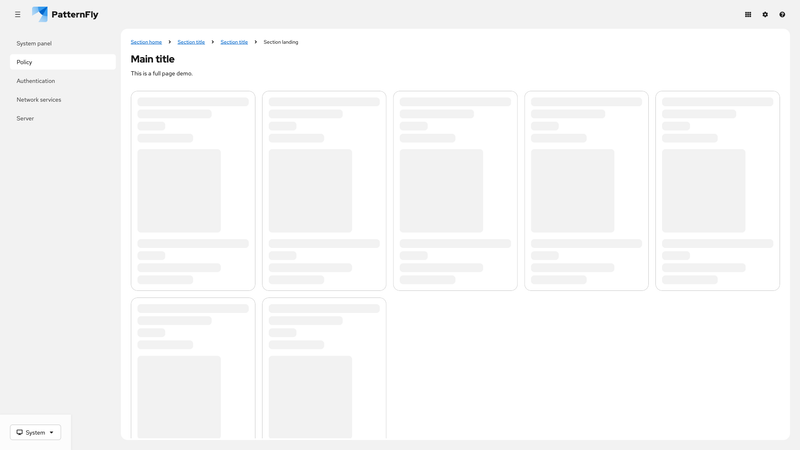 PatternFly
System panel
Policy
Authentication
Network services
Server
Section home Section title Section title Section landing
Main title
This is a full page demo.
System